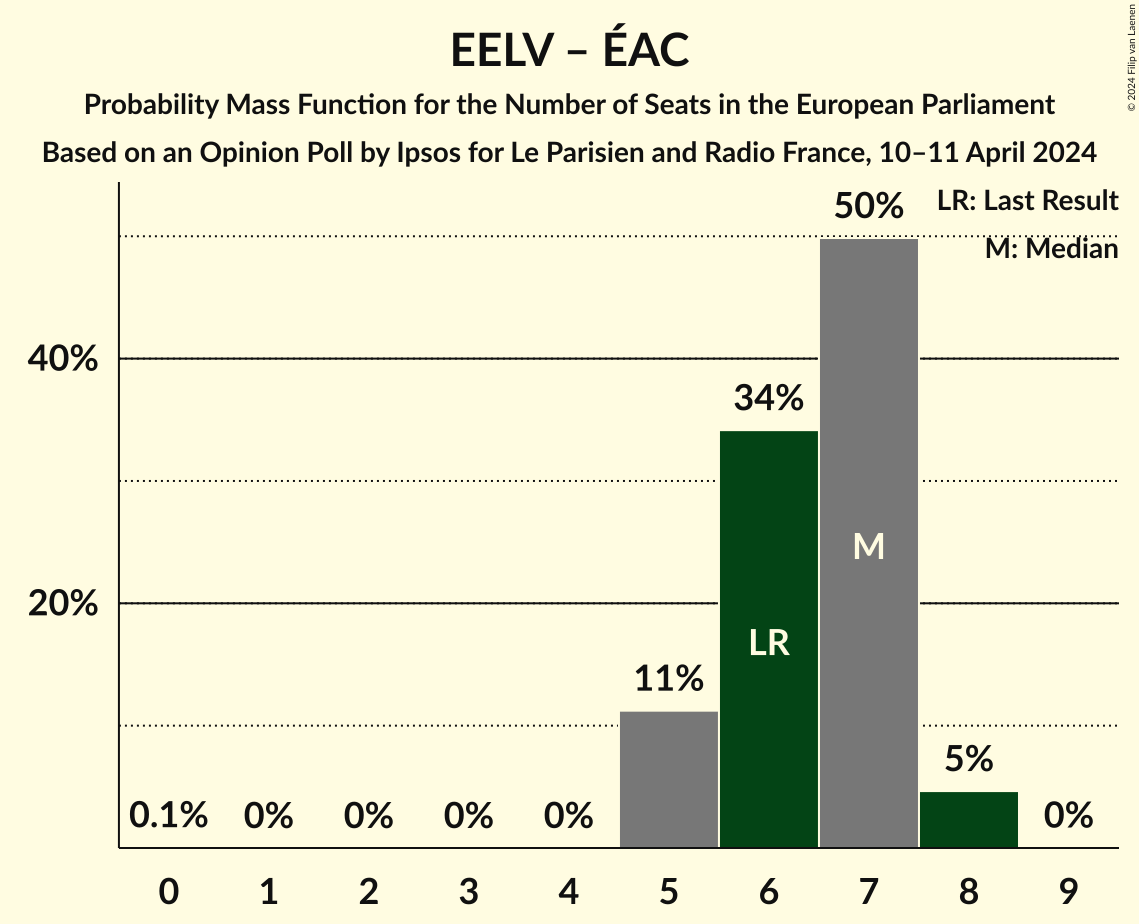 EELV – ÉAC
Probability Mass Function for the Number of Seats in the European Parliament
Based on an Opinion Poll by Ipsos for Le Parisien and Radio France, 10–11 April 2024
© 2024 Filip van Laenen
LR: Last Result
M: Median
50%
40%
34%
20%
11%
5%
0.1% 0% 0% 0% 0% 0%
M
LR
0 1 2 3 4 5 6 7 8 9